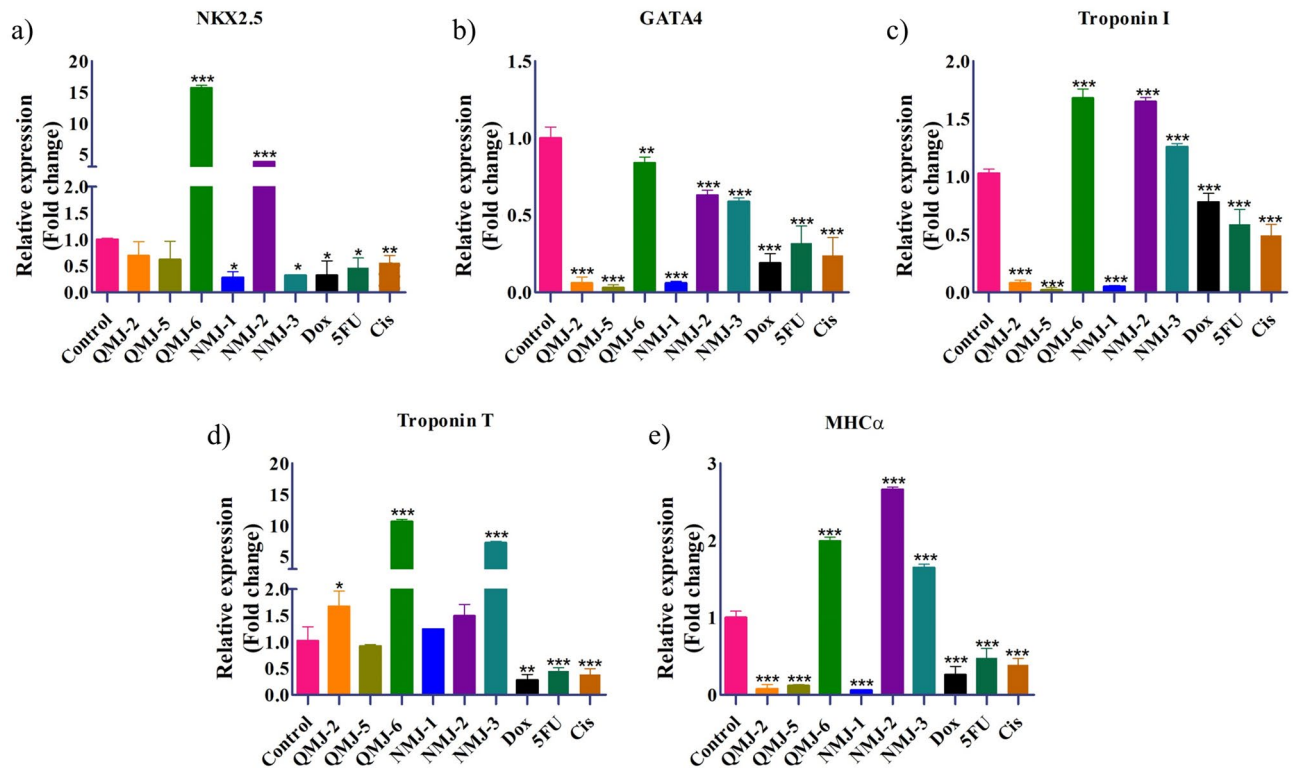 a)
NKX2.5
Relative expression
(Fold change)
20
15
10
5
2.0
1.5
1.0
0.5
0.0
***
*
***
*
*
*
**
Control
QMJ-2
QMJ-5
QMJ-6
NMJ-1
NMJ-2
NMJ-3
Dox
5FU
Cis
b)
GATA4
Relative expression
(Fold change)
1.5
1.0
0.5
0.0
***
***
**
***
***
***
***
***
***
Control
QMJ-2
QMJ-5
QMJ-6
NMJ-1
NMJ-2
NMJ-3
Dox
5FU
Cis
c)
Troponin I
Relative expression
(Fold change)
2.0
1.5
1.0
0.5
0.0
***
***
***
***
***
***
***
***
***
Control
QMJ-2
QMJ-5
QMJ-6
NMJ-1
NMJ-2
NMJ-3
Dox
5FU
Cis
d)
Troponin T
Relative expression
(Fold change)
20
15
10
5
2.0
1.5
1.0
0.5
0.0
*
***
***
**
***
***
Control
QMJ-2
QMJ-5
QMJ-6
NMJ-1
NMJ-2
NMJ-3
Dox
5FU
Cis
e)
MHCα
Relative expression
(Fold change)
3
2
1
0
***
***
***
***
***
***
***
***
***
Control
QMJ-2
QMJ-5
QMJ-6
NMJ-1
NMJ-2
NMJ-3
Dox
5FU
Cis